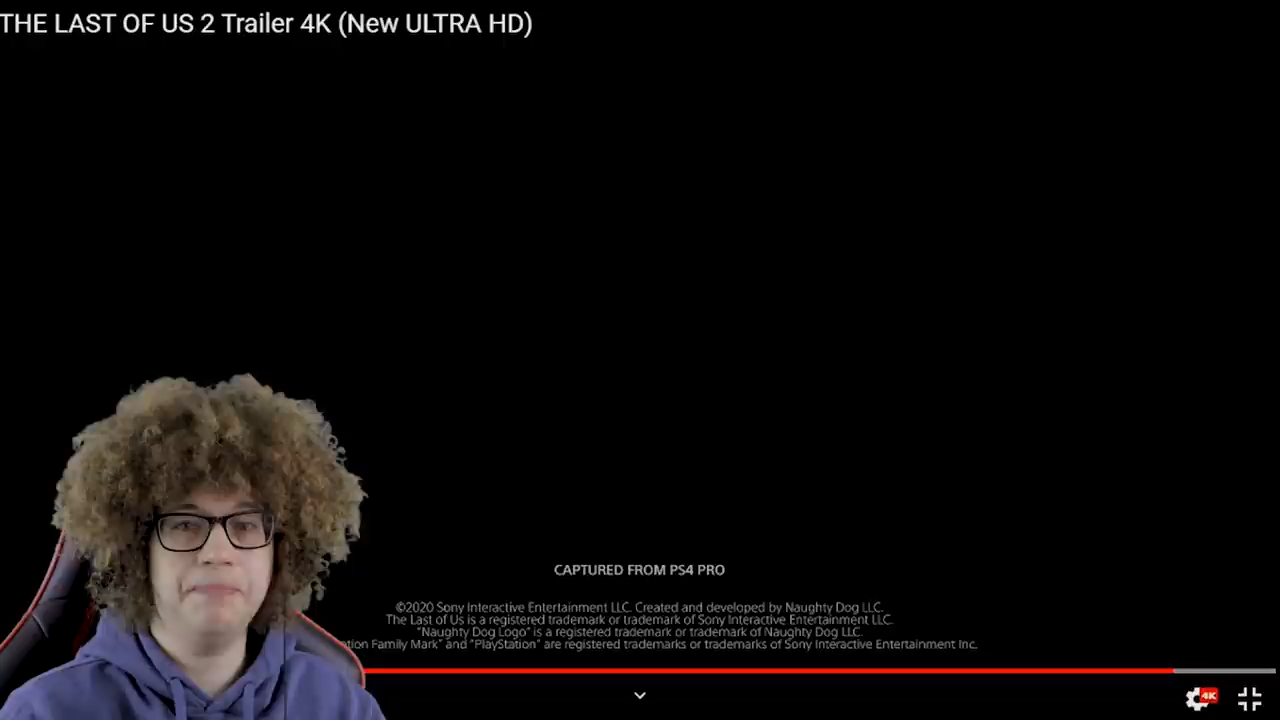 THE LAST OF US 2 Trailer 4K (New ULTRA HD)
CAPTURED FROM PS4 PRO
©2020 Sony Interactive Entertainment LLC. Created and developed by Naughty Dog LLC.
The Last of Us is a registered trademark or trademark of Sony Interactive Entertainment LLC.
"Naughty Dog Logo" is a registered trademark or trademark of Naughty Dog LLC.
Family Mark" and "PlayStation" are registered trademarks or trademarks of Sony Interactive Entertainment Inc.
4K